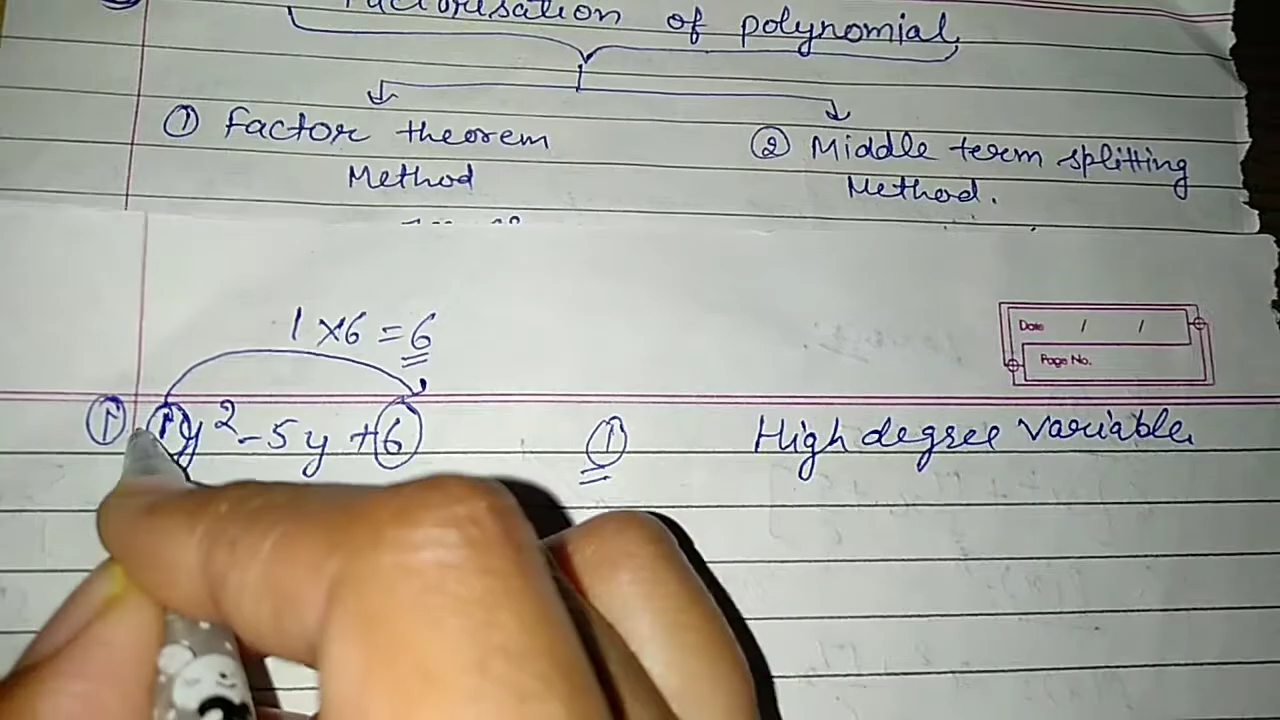 Factorisation of polynomial
① Factor theorem
Method
② Middle term splitting
Method.
1 × 6 = 6
Date / /
Page No.
① 1y² - 5y + 6
① High degree variable